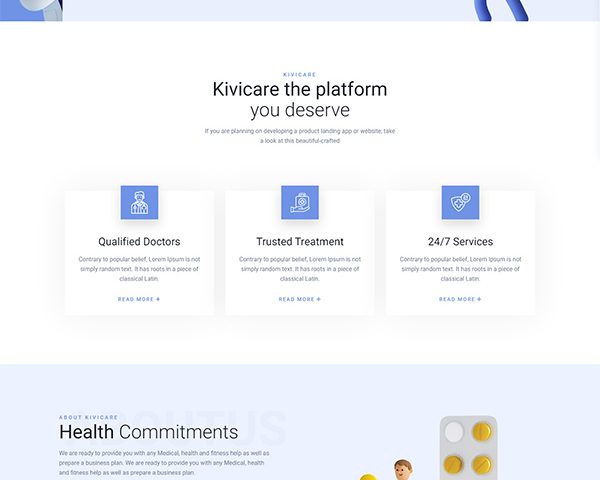 KIVICARE
Kivicare the platform
you deserve
If you are planning on developing a product landing app or website, take
a look at this beautiful-crafted
Qualified Doctors
Contrary to popular belief, Lorem Ipsum is not
simply random text. It has roots in a piece of
classical Latin.
READ MORE +
Trusted Treatment
Contrary to popular belief, Lorem Ipsum is not
simply random text. It has roots in a piece of
classical Latin.
READ MORE +
24/7 Services
Contrary to popular belief, Lorem Ipsum is not
simply random text. It has roots in a piece of
classical Latin.
READ MORE +
ABOUT US
ABOUT KIVICARE
Health Commitments
We are ready to provide you with any Medical, health and fitness help as well as
prepare a business plan. We are ready to provide you with any Medical, health
and fitness help as well as prepare a business plan.